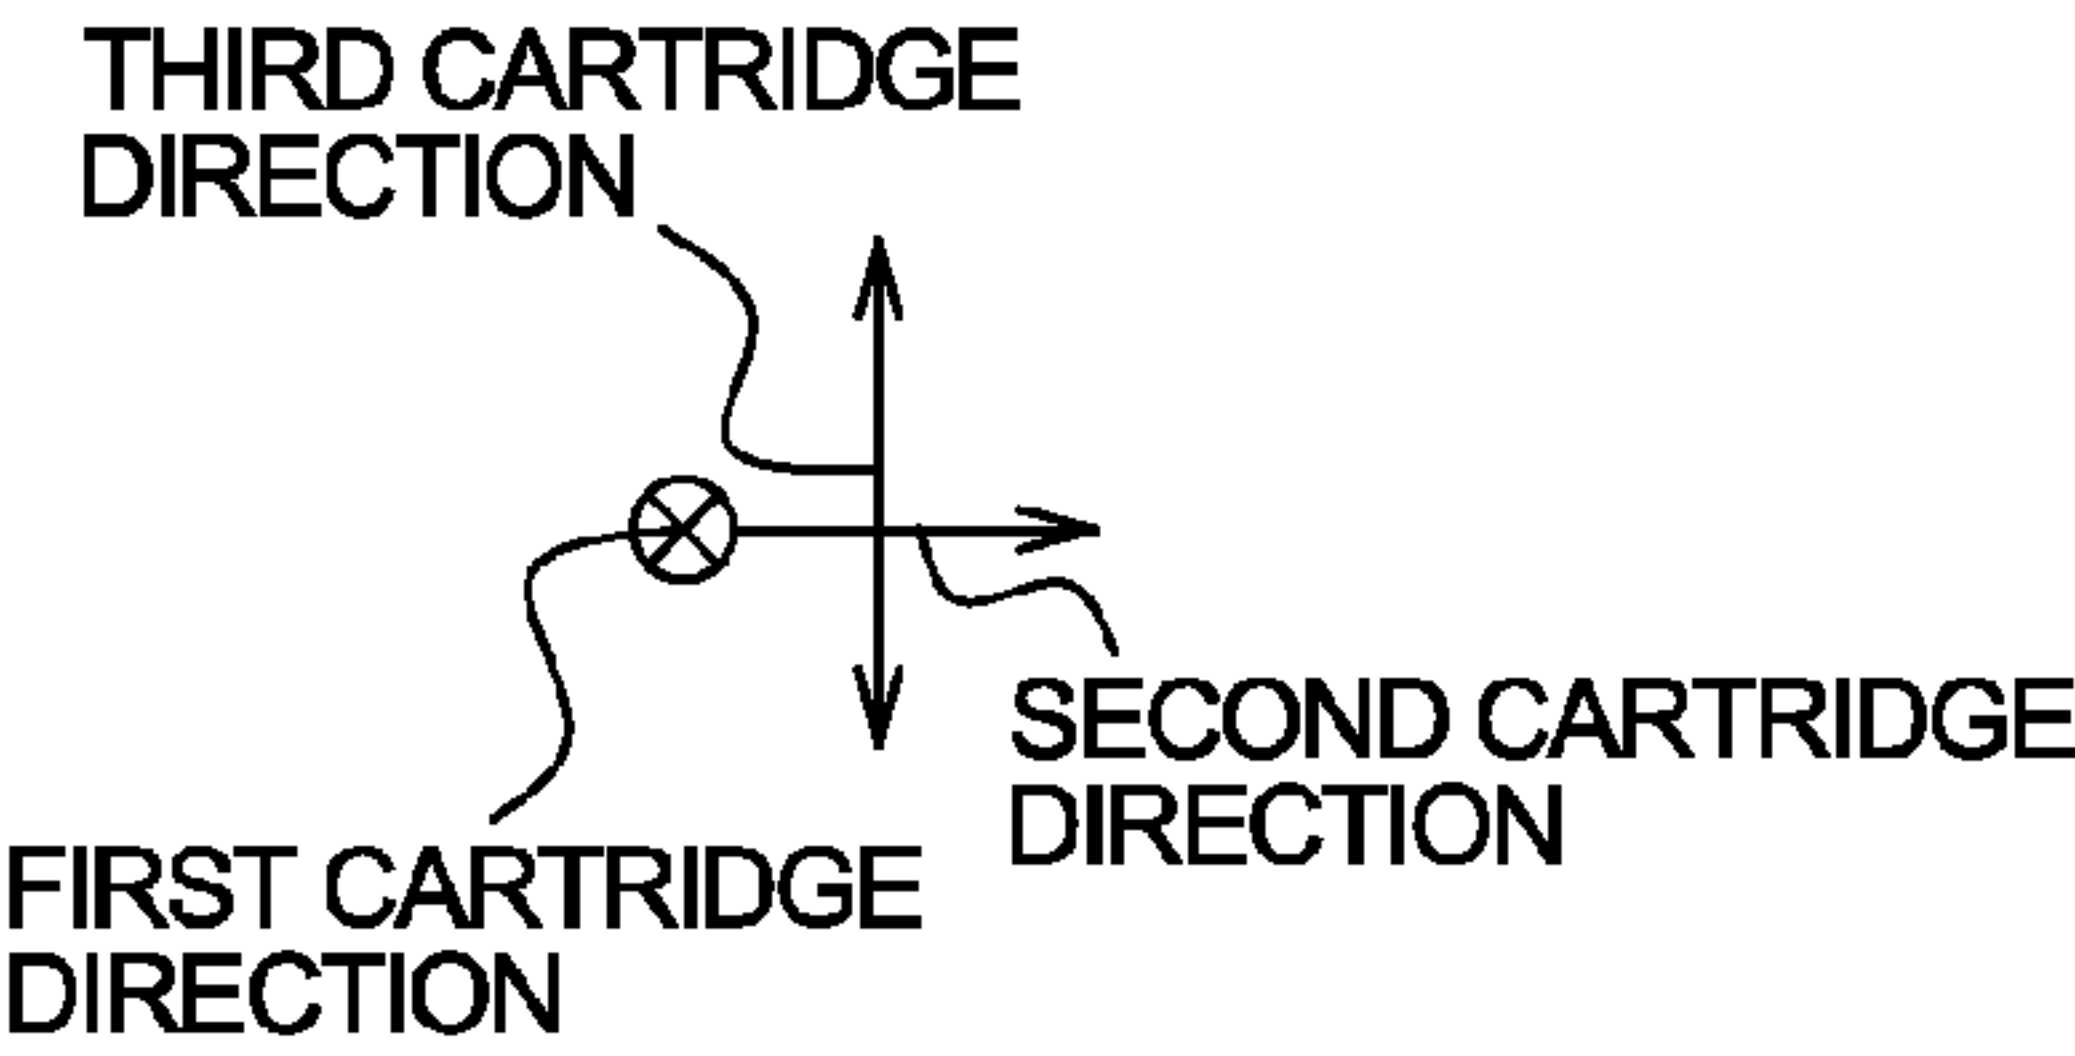 THIRD CARTRIDGE
DIRECTION
SECOND CARTRIDGE
DIRECTION
FIRST CARTRIDGE
DIRECTION